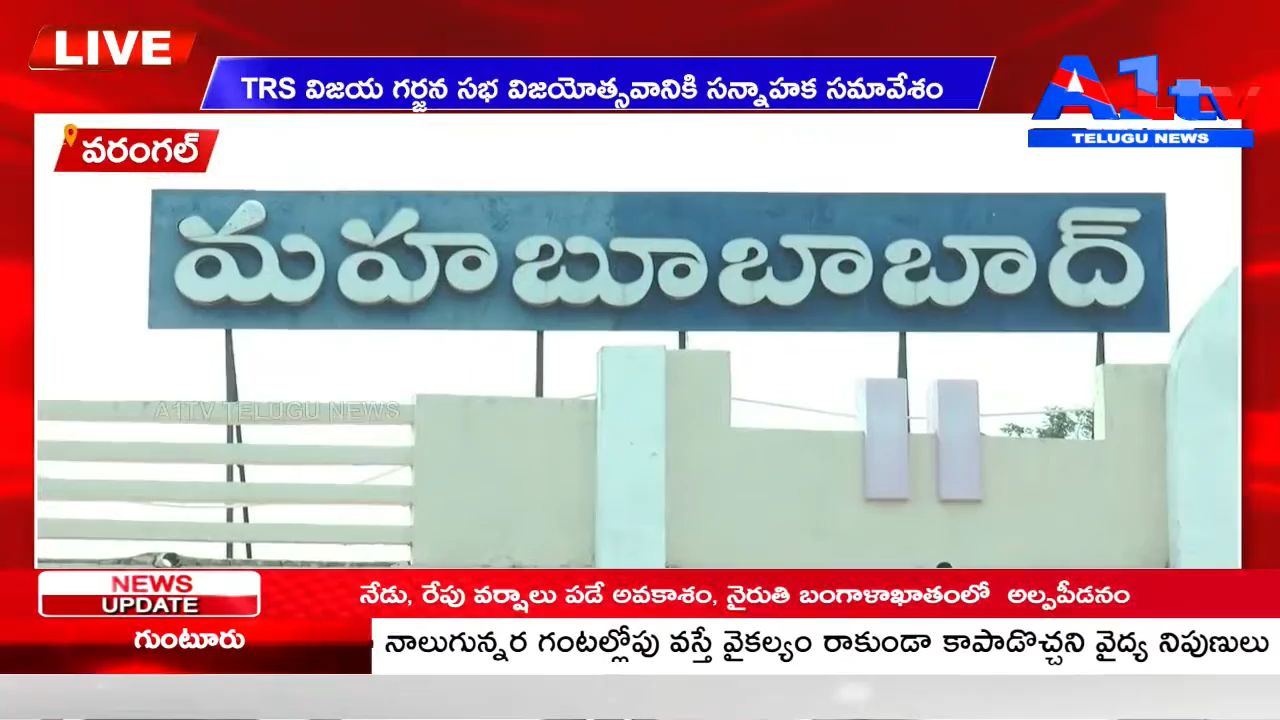 LIVE
TRS విజయ గర్జన సభ విజయోత్సవానికి సన్నాహక సమావేశం
A1tv
TELUGU NEWS
వరంగల్
మహబూబాబాద్
A1TV TELUGU NEWS
NEWS
UPDATE
నేడు, రేపు వర్షాలు పడే అవకాశం, నైరుతి బంగాళాఖాతంలో అల్పపీడనం
గుంటూరు
నాలుగున్నర గంటల్లోపు వస్తే వైకల్యం రాకుండా కాపాడొచ్చని వైద్య నిపుణులు